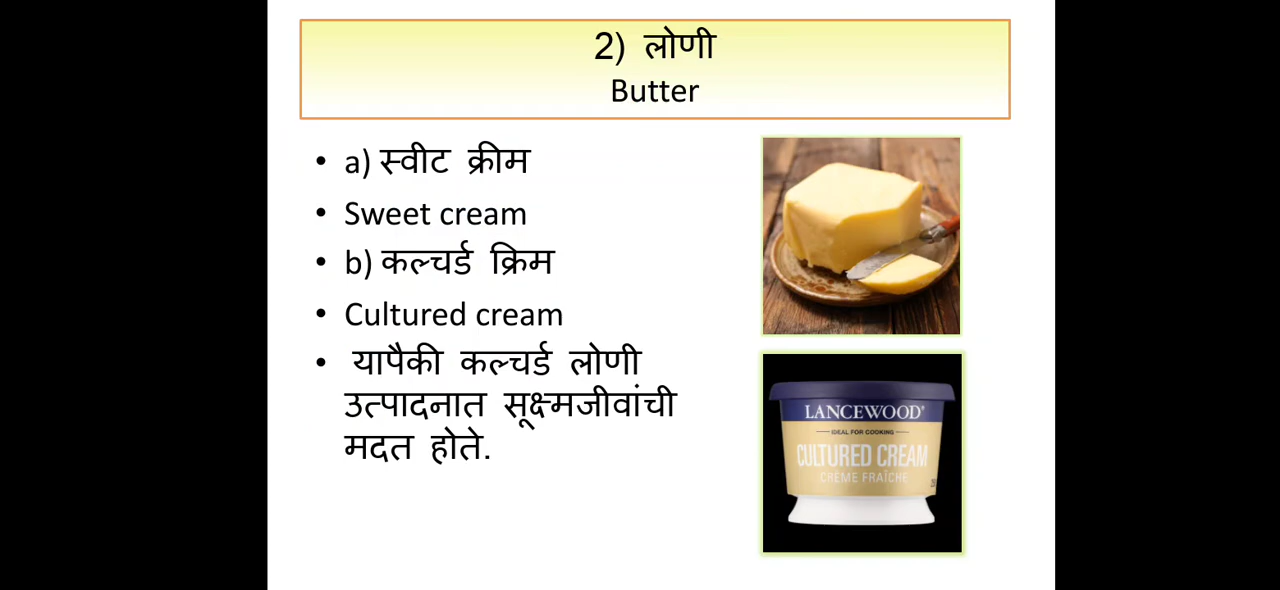 2) लोणी
Butter
• a) स्वीट क्रीम
• Sweet cream
• b) कल्चर्ड क्रिम
• Cultured cream
• यापैकी कल्चर्ड लोणी
उत्पादनात सूक्ष्मजीवांची
मदत होते.
LANCEWOOD®
IDEAL FOR COOKING
CULTURED CREAM
CRÈME FRAÎCHE